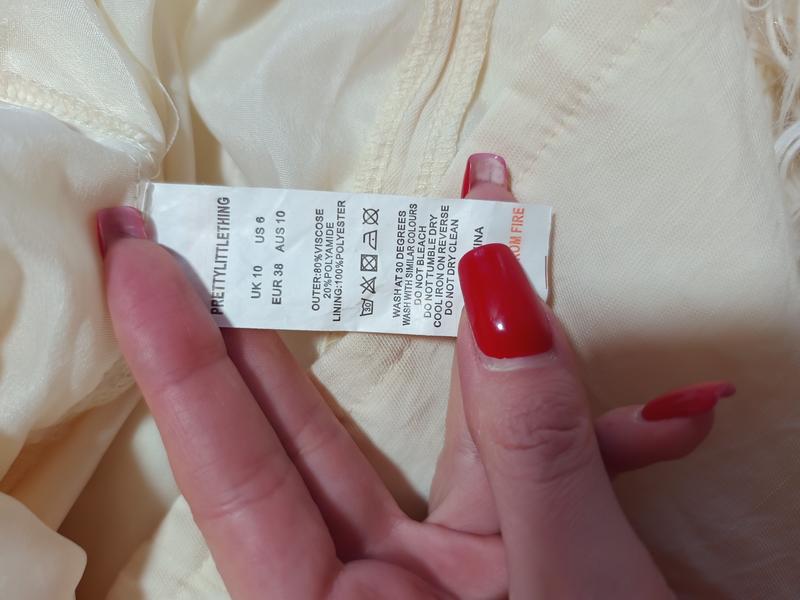 PRETTYLITTLETHING
UK 10 US 6
EUR 38 AUS 10
OUTER:80%VISCOSE
20%POLYAMIDE
LINING:100%POLYESTER
30
WASH AT 30 DEGREES
WASH WITH SIMILAR COLOURS
DO NOT BLEACH
DO NOT TUMBLE DRY
COOL IRON ON REVERSE
DO NOT DRY CLEAN
FIRE